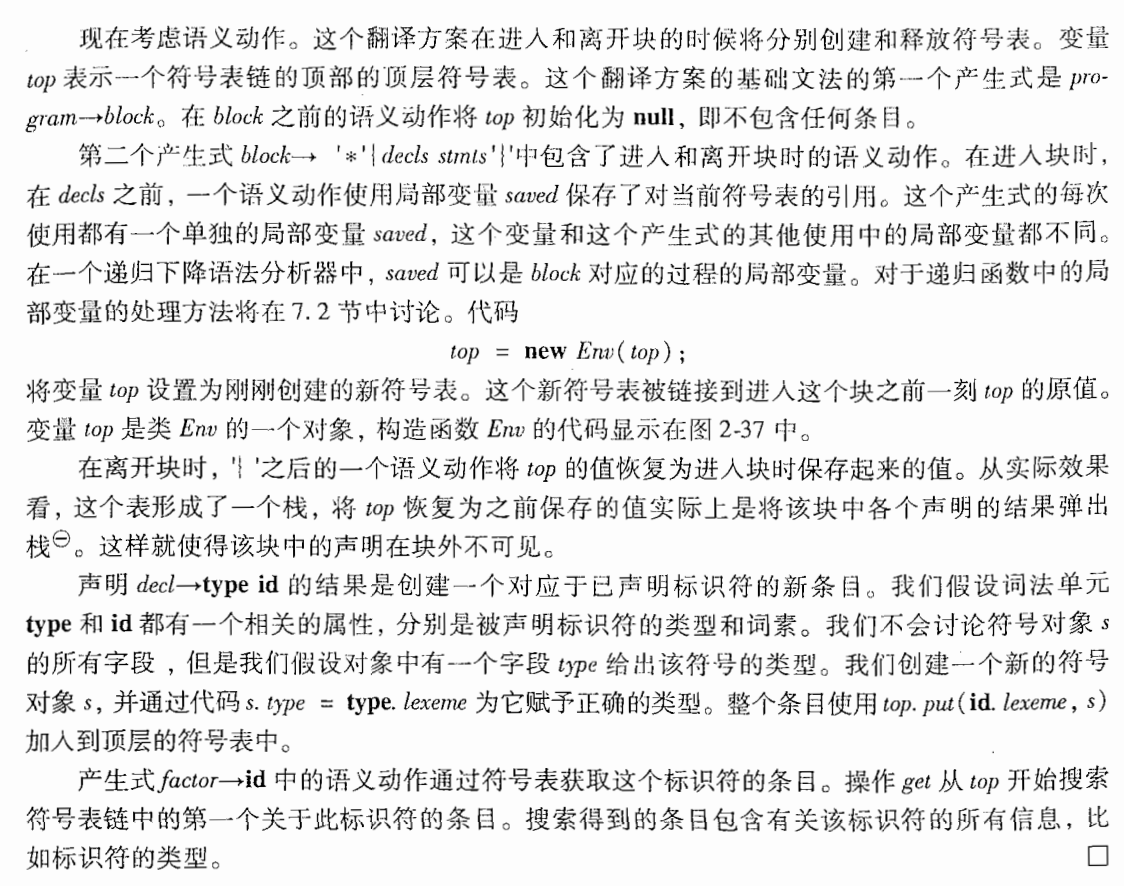 现在考虑语义动作。这个翻译方案在进入和离开块的时候将分别创建和释放符号表。变量
top 表示一个符号表链的顶部的顶层符号表。这个翻译方案的基础文法的第一个产生式是 pro-
gram→block。在 block 之前的语义动作将 top 初始化为 null，即不包含任何条目。
第二个产生式 block→ '*'{ decls stmts'}'中包含了进入和离开块时的语义动作。在进入块时，
在 decls 之前，一个语义动作使用局部变量 saved 保存了对当前符号表的引用。这个产生式的每次
使用都有一个单独的局部变量 saved，这个变量和这个产生式的其他使用中的局部变量都不同。
在一个递归下降语法分析器中，saved 可以是 block 对应的过程的局部变量。对于递归函数中的局
部变量的处理方法将在 7.2 节中讨论。代码
top = new Env(top);
将变量 top 设置为刚刚创建的新符号表。这个新符号表被链接到进入这个块之前一刻 top 的原值。
变量 top 是类 Env 的一个对象，构造函数 Env 的代码显示在图 2-37 中。
在离开块时，'} '之后的一个语义动作将 top 的值恢复为进入块时保存起来的值。从实际效果
看，这个表形成了一个栈，将 top 恢复为之前保存的值实际上是将该块中各个声明的结果弹出
栈㊀。这样就使得该块中的声明在块外不可见。
声明 decl→type id 的结果是创建一个对应于已声明标识符的新条目。我们假设词法单元
type 和 id 都有一个相关的属性，分别是被声明标识符的类型和词素。我们不会讨论符号对象 s
的所有字段，但是我们假设对象中有一个字段 type 给出该符号的类型。我们创建一个新的符号
对象 s，并通过代码 s. type = type. lexeme 为它赋予正确的类型。整个条目使用 top. put(id. lexeme, s)
加入到顶层的符号表中。
产生式 factor→id 中的语义动作通过符号表获取这个标识符的条目。操作 get 从 top 开始搜索
符号表链中的第一个关于此标识符的条目。搜索得到的条目包含有关该标识符的所有信息，比
如标识符的类型。 □